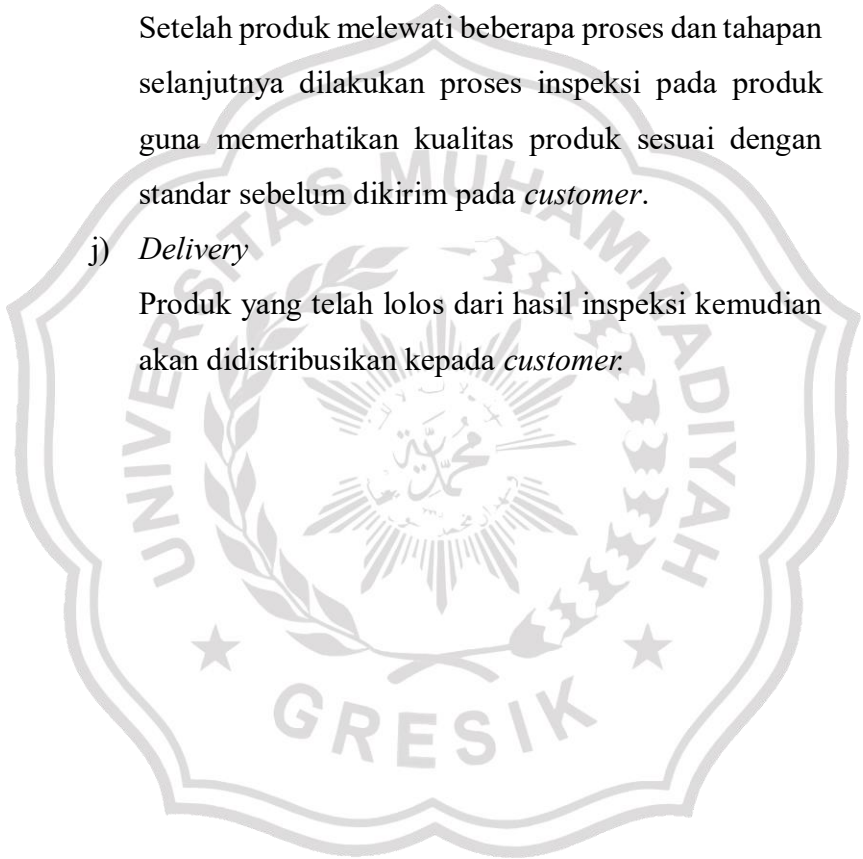 Setelah produk melewati beberapa proses dan tahapan
selanjutnya dilakukan proses inspeksi pada produk
guna memerhatikan kualitas produk sesuai dengan
standar sebelum dikirim pada customer.
j) Delivery
Produk yang telah lolos dari hasil inspeksi kemudian
akan didistribusikan kepada customer.
UNIVERSITAS MUHAMMADIYAH
GRESIK